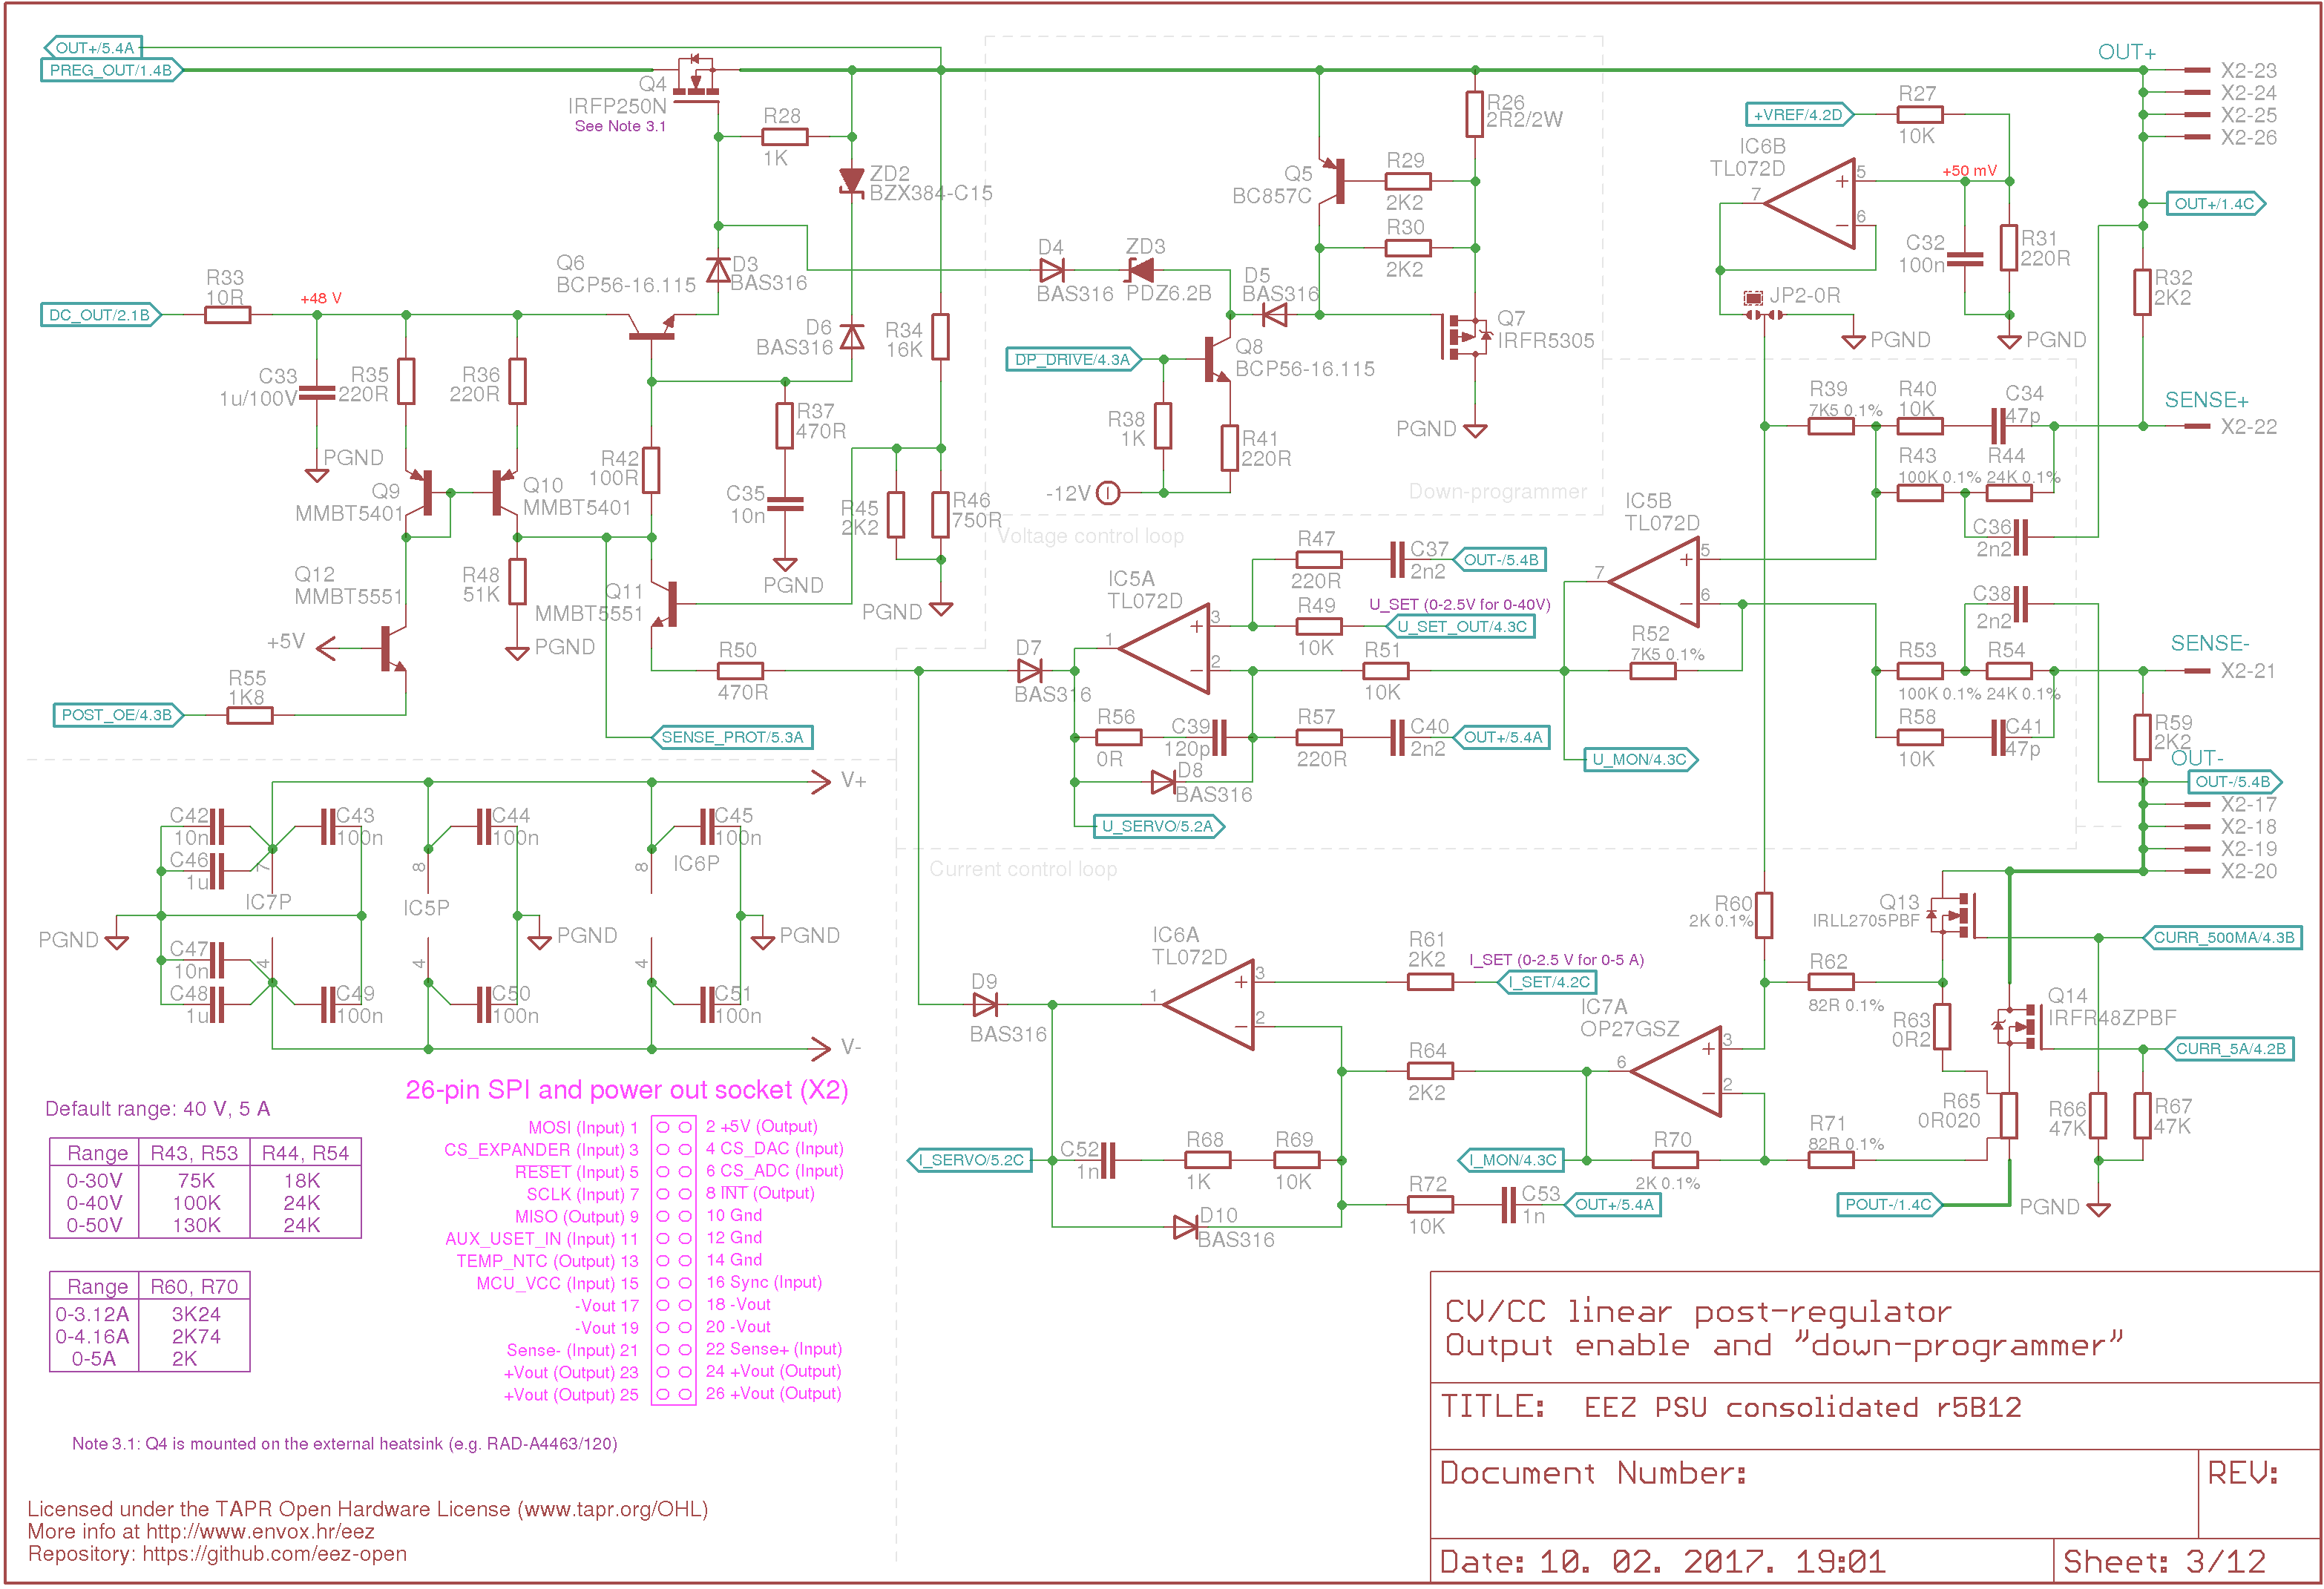 OUT+/5.4A
PREG_OUT/1.4B
Q4
IRFP250N
See Note 3.1
R28
1K
ZD2
BZX384-C15
Q6
BCP56-16.115
D3
BAS316
R33
10R
+48 V
DC_OUT/2.1B
D6
BAS316
R34
16K
C33
1u/100V
R35
220R
R36
220R
R37
470R
PGND
Q9
MMBT5401
Q10
MMBT5401
R42
100R
C35
10n
R45
2K2
R46
750R
PGND
PGND
Q12
MMBT5551
R48
51K
Q11
MMBT5551
+5V
PGND
R55
1K8
POST_OE/4.3B
R50
470R
SENSE_PROT/5.3A
R26
2R2/2W
Q5
BC857C
R29
2K2
R30
2K2
D4
BAS316
ZD3
PDZ6.2B
D5
BAS316
Q7
IRFR5305
DP_DRIVE/4.3A
Q8
BCP56-16.115
R38
1K
R41
220R
PGND
-12V
Down-programmer
OUT+
X2-23
X2-24
X2-25
X2-26
+VREF/4.2D
R27
10K
IC6B
TL072D
5
6
7
+50 mV
C32
100n
R31
220R
OUT+/1.4C
R32
2K2
JP2-0R
PGND
PGND
SENSE+
X2-22
R39
7K5 0.1%
R40
10K
C34
47p
R43
100K 0.1%
R44
24K 0.1%
C36
2n2
Voltage control loop
IC5B
TL072D
5
6
7
R47
220R
C37
2n2
OUT-/5.4B
IC5A
TL072D
1
3
2
R49
10K
U_SET (0-2.5V for 0-40V)
U_SET_OUT/4.3C
R51
10K
R52
7K5 0.1%
D7
BAS316
R56
0R
C39
120p
R57
220R
C40
2n2
OUT+/5.4A
D8
BAS316
U_SERVO/5.2A
U_MON/4.3C
C38
2n2
R53
100K 0.1%
R54
24K 0.1%
R58
10K
C41
47p
SENSE-
X2-21
R59
2K2
OUT-
OUT-/5.4B
X2-17
X2-18
X2-19
X2-20
V+
C42
10n
C43
100n
C46
1u
7
IC7P
C44
100n
8
IC5P
C45
100n
8
IC6P
PGND
PGND
PGND
C47
10n
4
C48
1u
C49
100n
4
C50
100n
4
C51
100n
V-
Current control loop
IC6A
TL072D
1
3
2
D9
BAS316
R61
2K2
I_SET (0-2.5 V for 0-5 A)
I_SET/4.2C
IC7A
OP27GSZ
6
3
2
R64
2K2
R60
2K 0.1%
R62
82R 0.1%
Q13
IRLL2705PBF
CURR_500MA/4.3B
Q14
IRFR48ZPBF
CURR_5A/4.2B
R63
0R2
R65
0R020
R66
47K
R67
47K
R71
82R 0.1%
R70
2K 0.1%
I_MON/4.3C
I_SERVO/5.2C
C52
1n
R68
1K
R69
10K
R72
10K
C53
1n
OUT+/5.4A
D10
BAS316
POUT-/1.4C
PGND
Default range: 40 V, 5 A
Range R43, R53 R44, R54
0-30V 75K 18K
0-40V 100K 24K
0-50V 130K 24K
Range R60, R70
0-3.12A 3K24
0-4.16A 2K74
0-5A 2K
26-pin SPI and power out socket (X2)
MOSI (Input) 1 2 +5V (Output)
CS_EXPANDER (Input) 3 4 CS_DAC (Input)
RESET (Input) 5 6 CS_ADC (Input)
SCLK (Input) 7 8 INT (Output)
MISO (Output) 9 10 Gnd
AUX_USET_IN (Input) 11 12 Gnd
TEMP_NTC (Output) 13 14 Gnd
MCU_VCC (Input) 15 16 Sync (Input)
-Vout 17 18 -Vout
-Vout 19 20 -Vout
Sense- (Input) 21 22 Sense+ (Input)
+Vout (Output) 23 24 +Vout (Output)
+Vout (Output) 25 26 +Vout (Output)
Note 3.1: Q4 is mounted on the external heatsink (e.g. RAD-A4463/120)
Licensed under the TAPR Open Hardware License (www.tapr.org/OHL)
More info at http://www.envox.hr/eez
Repository: https://github.com/eez-open
CV/CC linear post-regulator
Output enable and "down-programmer"
TITLE: EEZ PSU consolidated r5B12
Document Number:
REV:
Date: 10. 02. 2017. 19:01
Sheet: 3/12